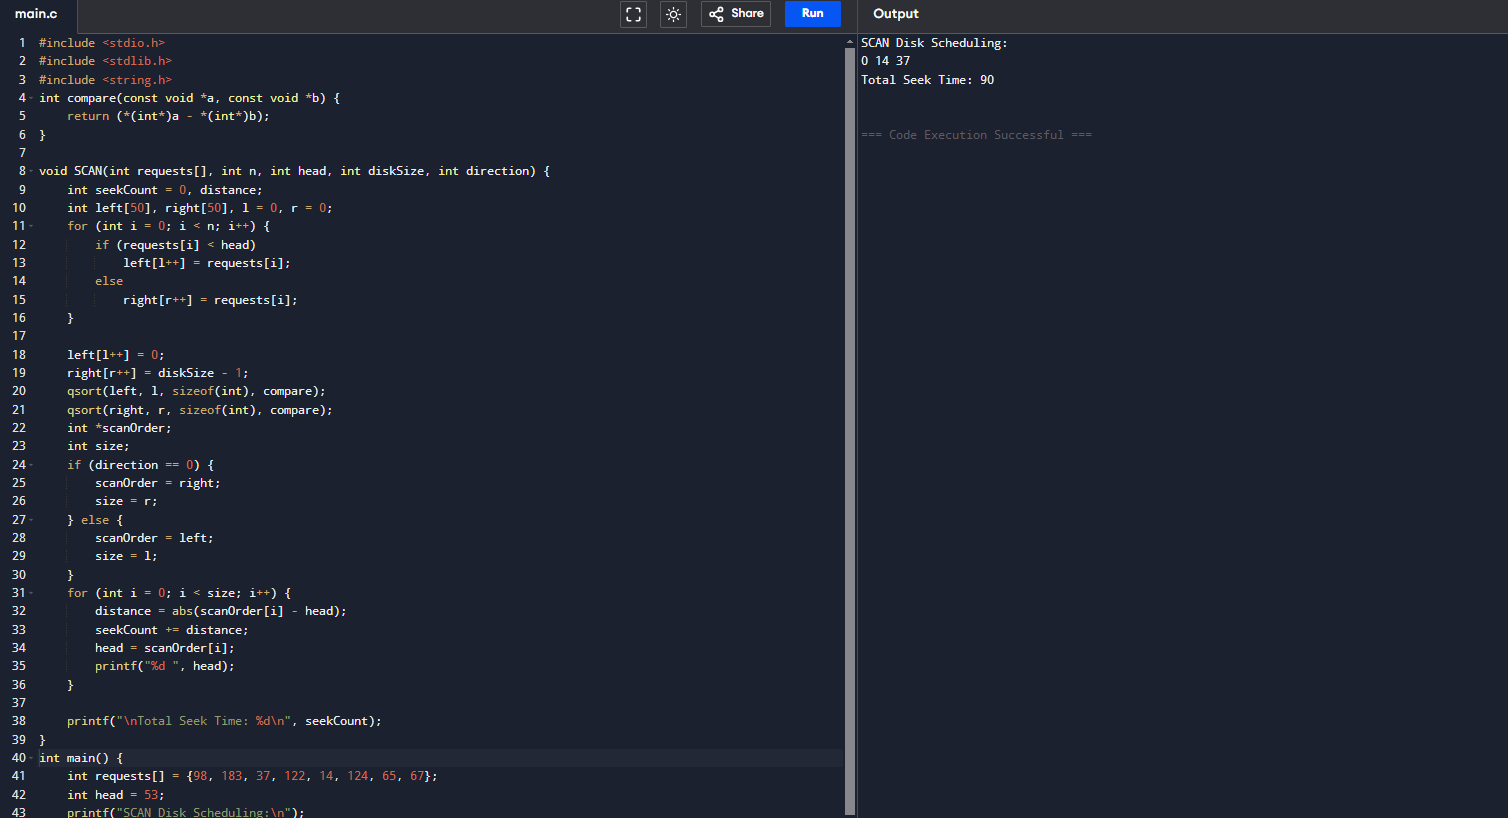 main.c
Share
Run
Output
1 #include <stdio.h>
2 #include <stdlib.h>
3 #include <string.h>
4 int compare(const void *a, const void *b) {
5     return (*(int*)a - *(int*)b);
6 }
7
8 void SCAN(int requests[], int n, int head, int diskSize, int direction) {
9     int seekCount = 0, distance;
10     int left[50], right[50], l = 0, r = 0;
11     for (int i = 0; i < n; i++) {
12         if (requests[i] < head)
13             left[l++] = requests[i];
14         else
15             right[r++] = requests[i];
16     }
17
18     left[l++] = 0;
19     right[r++] = diskSize - 1;
20     qsort(left, l, sizeof(int), compare);
21     qsort(right, r, sizeof(int), compare);
22     int *scanOrder;
23     int size;
24     if (direction == 0) {
25         scanOrder = right;
26         size = r;
27     } else {
28         scanOrder = left;
29         size = l;
30     }
31     for (int i = 0; i < size; i++) {
32         distance = abs(scanOrder[i] - head);
33         seekCount += distance;
34         head = scanOrder[i];
35         printf("%d ", head);
36     }
37
38     printf("\nTotal Seek Time: %d\n", seekCount);
39 }
40 int main() {
41     int requests[] = {98, 183, 37, 122, 14, 124, 65, 67};
42     int head = 53;
43     printf("SCAN Disk Scheduling:\n");
SCAN Disk Scheduling:
0 14 37
Total Seek Time: 90
=== Code Execution Successful ===